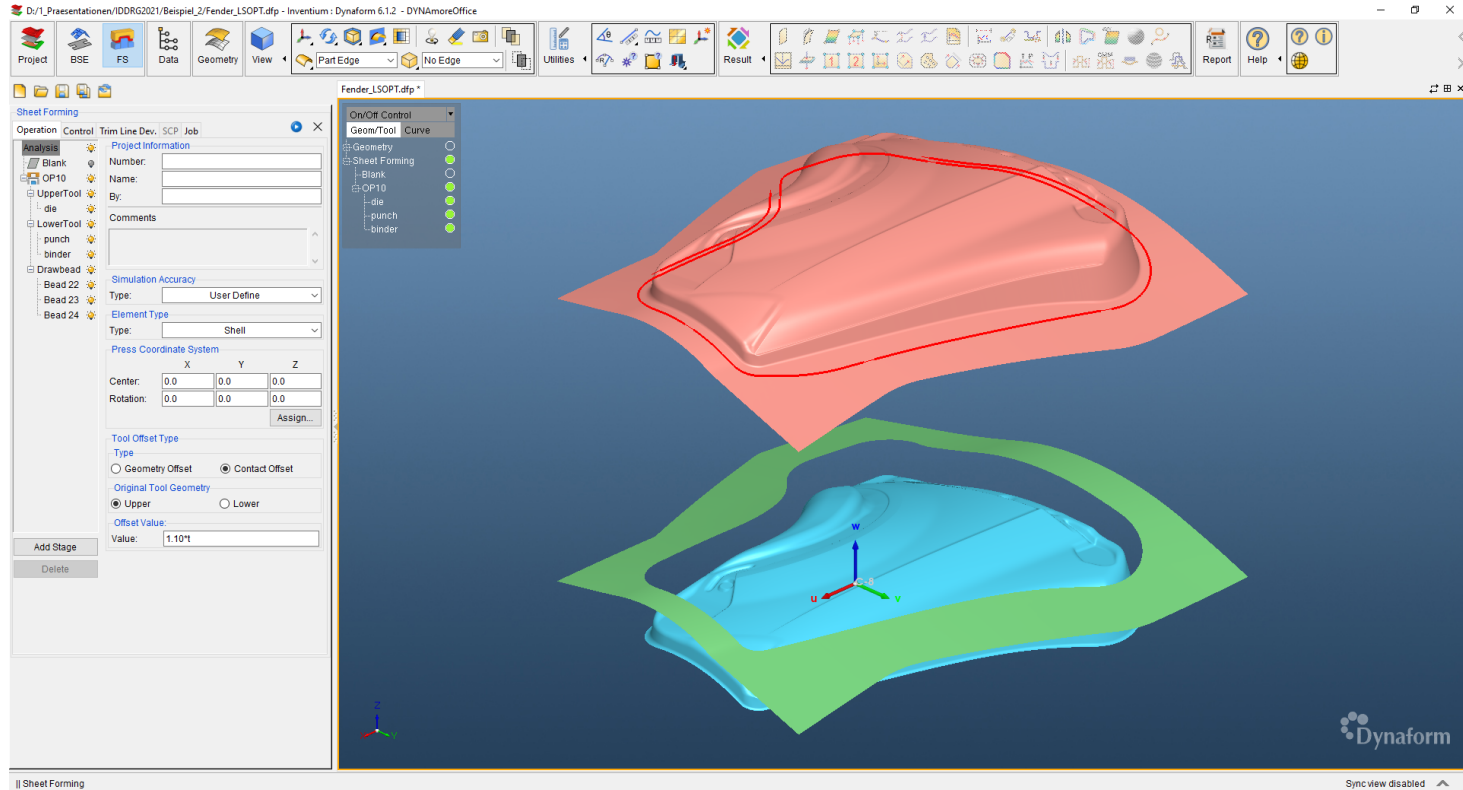 D:/1_Praesentationen/IDDRG2021/Beispiel_2/Fender_LSOPT.dfp - Inventium : Dynaform 6.1.2 - DYNAmoreOffice
Project BSE FS Data Geometry View Part Edge No Edge Utilities Result Report Help
Fender_LSOPT.dfp *
Sheet Forming
Operation Control Trim Line Dev. SCP Job
Analysis
Blank
OP10
UpperTool
die
LowerTool
punch
binder
Drawbead
Bead 22
Bead 23
Bead 24
Add Stage
Delete
Project Information
Number:
Name:
By:
Comments
Simulation Accuracy
Type: User Define
Element Type
Type: Shell
Press Coordinate System
X Y Z
Center: 0.0 0.0 0.0
Rotation: 0.0 0.0 0.0
Assign...
Tool Offset Type
Type
Geometry Offset Contact Offset
Original Tool Geometry
Upper Lower
Offset Value:
Value: 1.10*t
On/Off Control
Geom/Tool Curve
Geometry
Sheet Forming
Blank
OP10
die
punch
binder
w
u
v
Z
Y
Dynaform
|| Sheet Forming
Sync view disabled